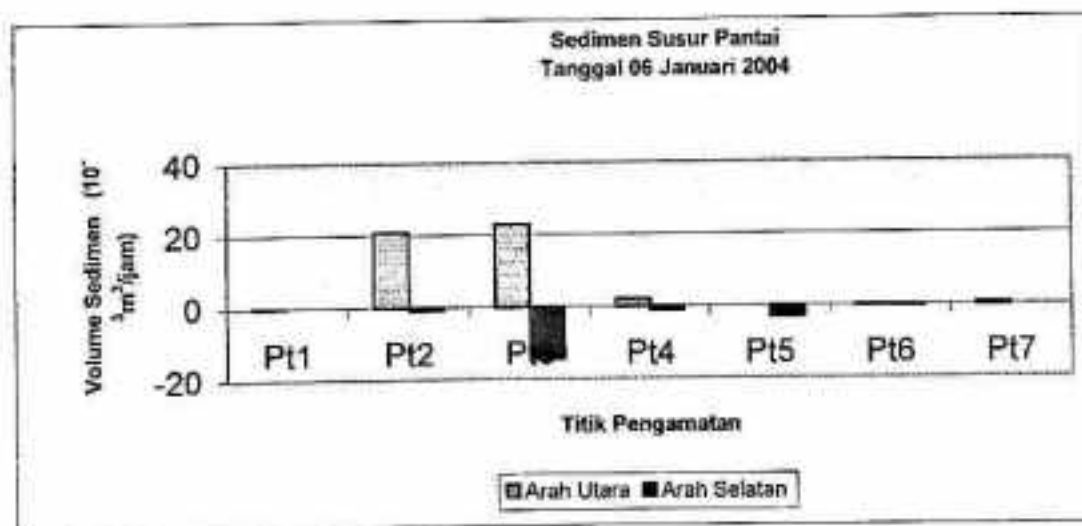 Sedimen Susur Pantai
Tanggal 06 Januari 2004
Volume Sedimen (10⁻
³m³/jam)
40
20
0
-20
Pt1 Pt2 Pt4 Pt5 Pt6 Pt7
Titik Pengamatan
Arah Utara Arah Selatan